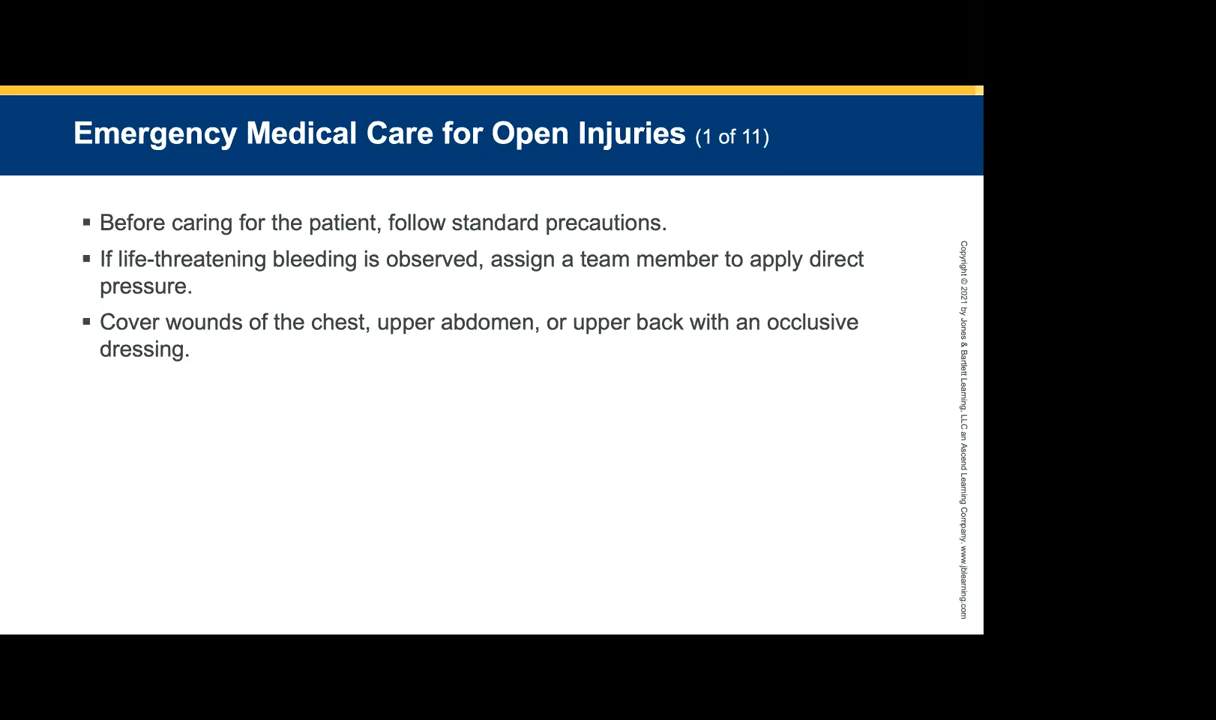 Emergency Medical Care for Open Injuries (1 of 11)
▪ Before caring for the patient, follow standard precautions.
▪ If life-threatening bleeding is observed, assign a team member to apply direct
pressure.
▪ Cover wounds of the chest, upper abdomen, or upper back with an occlusive
dressing.
Copyright © 2021 by Jones & Bartlett Learning, LLC an Ascend Learning Company. www.jblearning.com